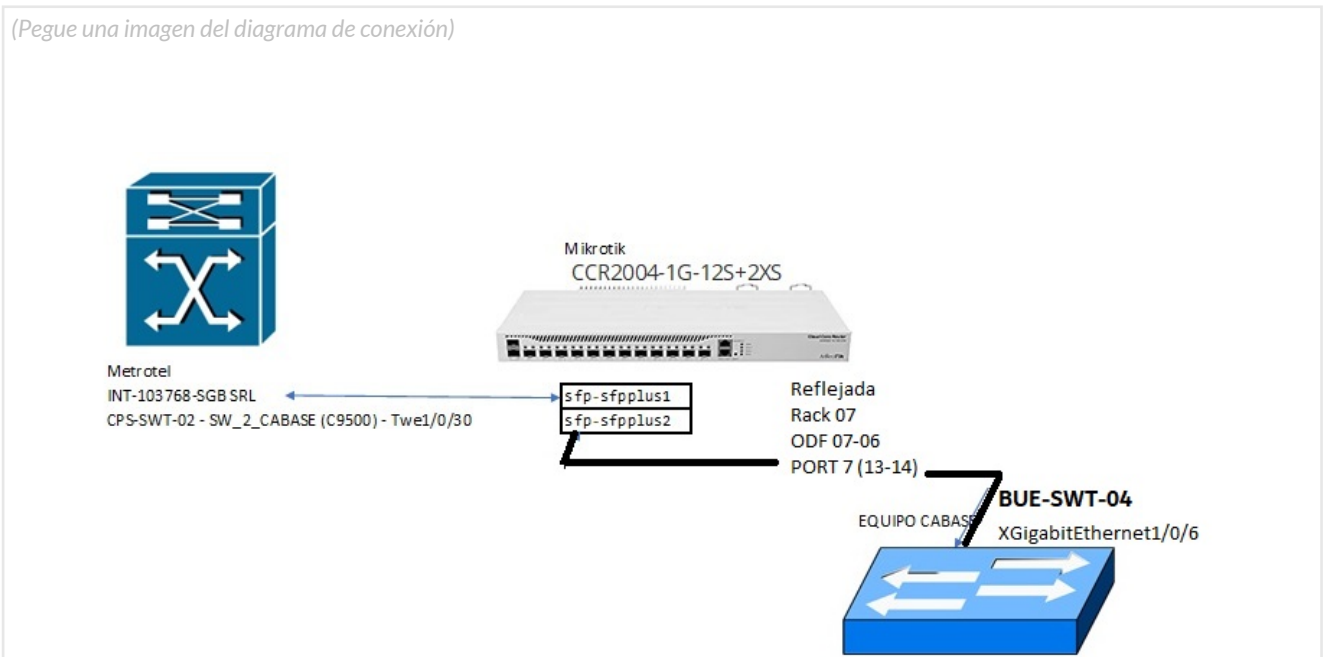 (Pegue una imagen del diagrama de conexión)
Mikrotik
CCR2004-1G-12S+2XS
Metrotel
INT-103768-SGB SRL
CPS-SWT-02 - SW_2_CABASE (C9500) - Twe1/0/30
sfp-sfpplus1
sfp-sfpplus2
Reflejada
Rack 07
ODF 07-06
PORT 7 (13-14)
BUE-SWT-04
EQUIPO CABASE
XGigabitEthernet1/0/6